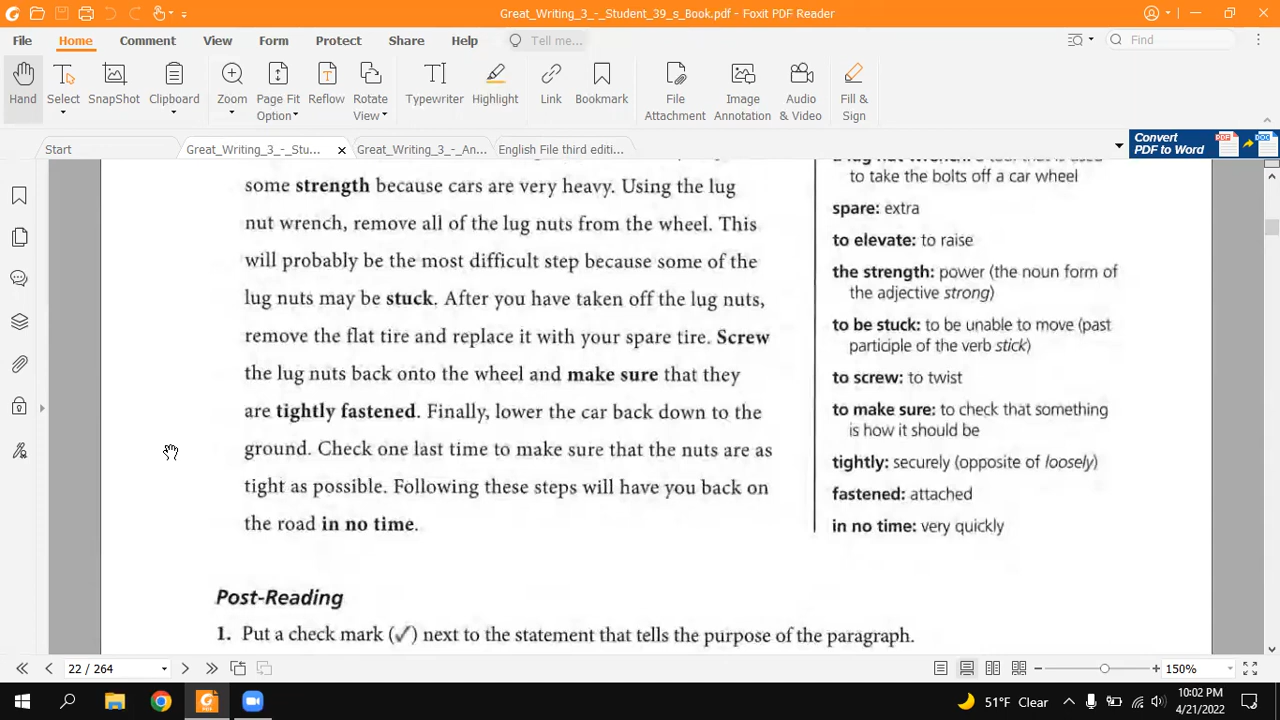 Great_Writing_3_-_Student_39_s_Book.pdf - Foxit PDF Reader
File Home Comment View Form Protect Share Help Tell me... Find
Hand Select SnapShot Clipboard Zoom Page Fit Option Reflow Rotate View Typewriter Highlight Link Bookmark File Attachment Image Annotation Audio & Video Fill & Sign
Start Great_Writing_3_-_Stu... Great_Writing_3_-_An... English File third editi...
Convert PDF to Word
some strength because cars are very heavy. Using the lug
nut wrench, remove all of the lug nuts from the wheel. This
will probably be the most difficult step because some of the
lug nuts may be stuck. After you have taken off the lug nuts,
remove the flat tire and replace it with your spare tire. Screw
the lug nuts back onto the wheel and make sure that they
are tightly fastened. Finally, lower the car back down to the
ground. Check one last time to make sure that the nuts are as
tight as possible. Following these steps will have you back on
the road in no time.
a lug nut wrench: a tool that is used
to take the bolts off a car wheel
spare: extra
to elevate: to raise
the strength: power (the noun form of
the adjective strong)
to be stuck: to be unable to move (past
participle of the verb stick)
to screw: to twist
to make sure: to check that something
is how it should be
tightly: securely (opposite of loosely)
fastened: attached
in no time: very quickly
Post-Reading
1. Put a check mark (✓) next to the statement that tells the purpose of the paragraph.
22 / 264
150%
51°F Clear
10:02 PM
4/21/2022